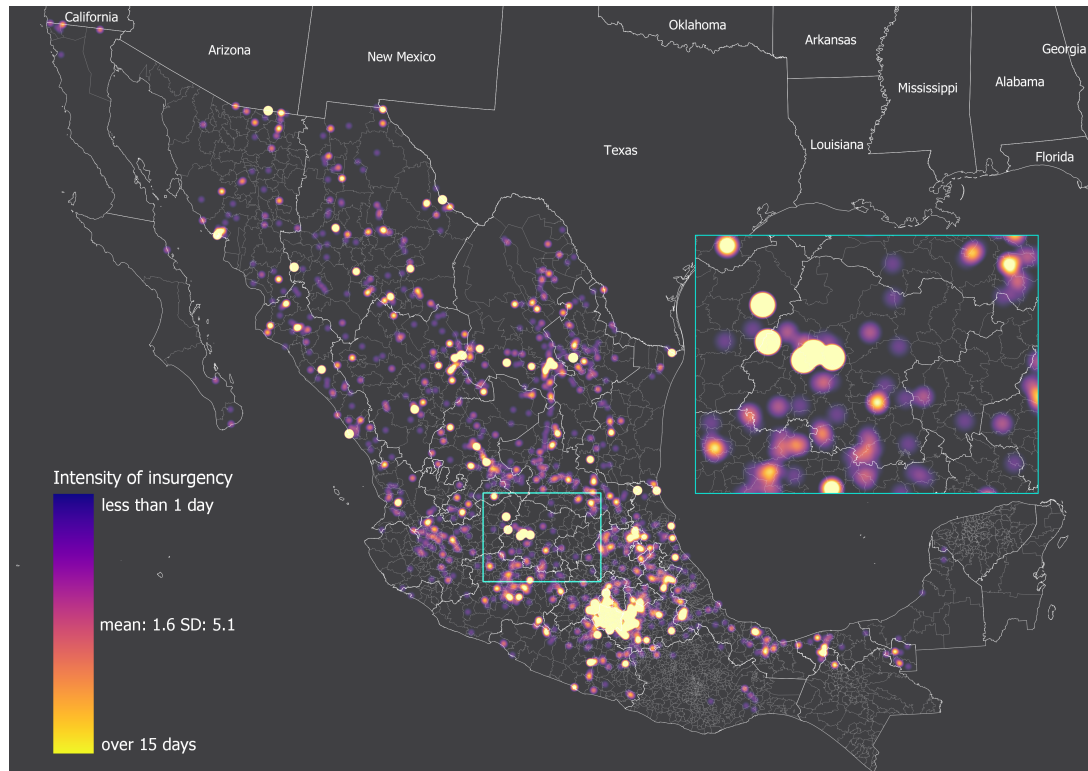 California
Oklahoma
Arkansas
Georgia
Arizona
New Mexico
Mississippi
Alabama
Texas
Louisiana
Florida
Intensity of insurgency
less than 1 day
mean: 1.6 SD: 5.1
over 15 days